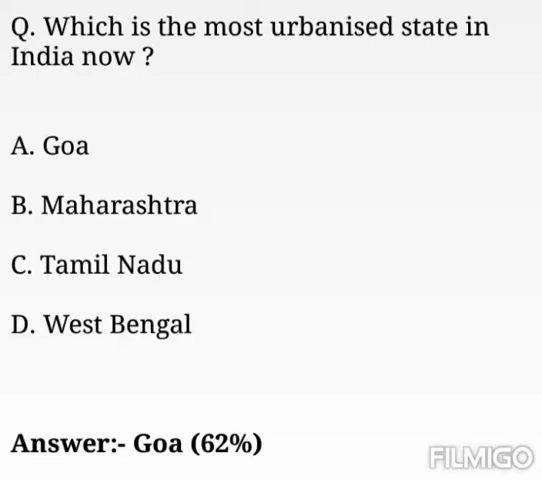 Q. Which is the most urbanised state in
India now ?
A. Goa
B. Maharashtra
C. Tamil Nadu
D. West Bengal
Answer:- Goa (62%)
FILMIGO